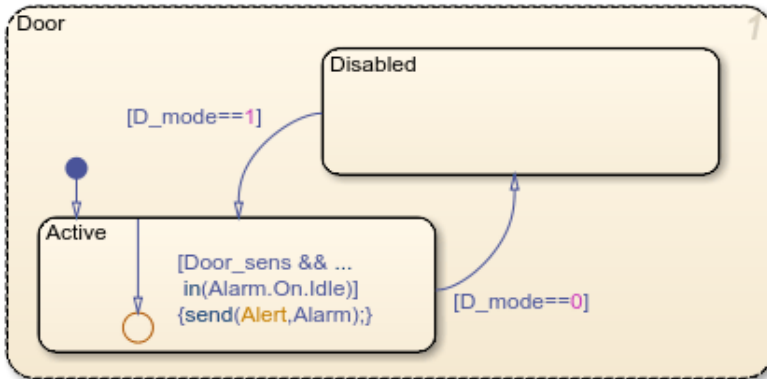 Door
1
Disabled
[D_mode==1]
Active
[Door_sens && ...
in(Alarm.On.Idle)]
{send(Alert,Alarm);}
[D_mode==0]